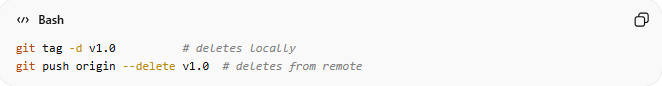 Bash
git tag -d v1.0          # deletes locally
git push origin --delete v1.0  # deletes from remote